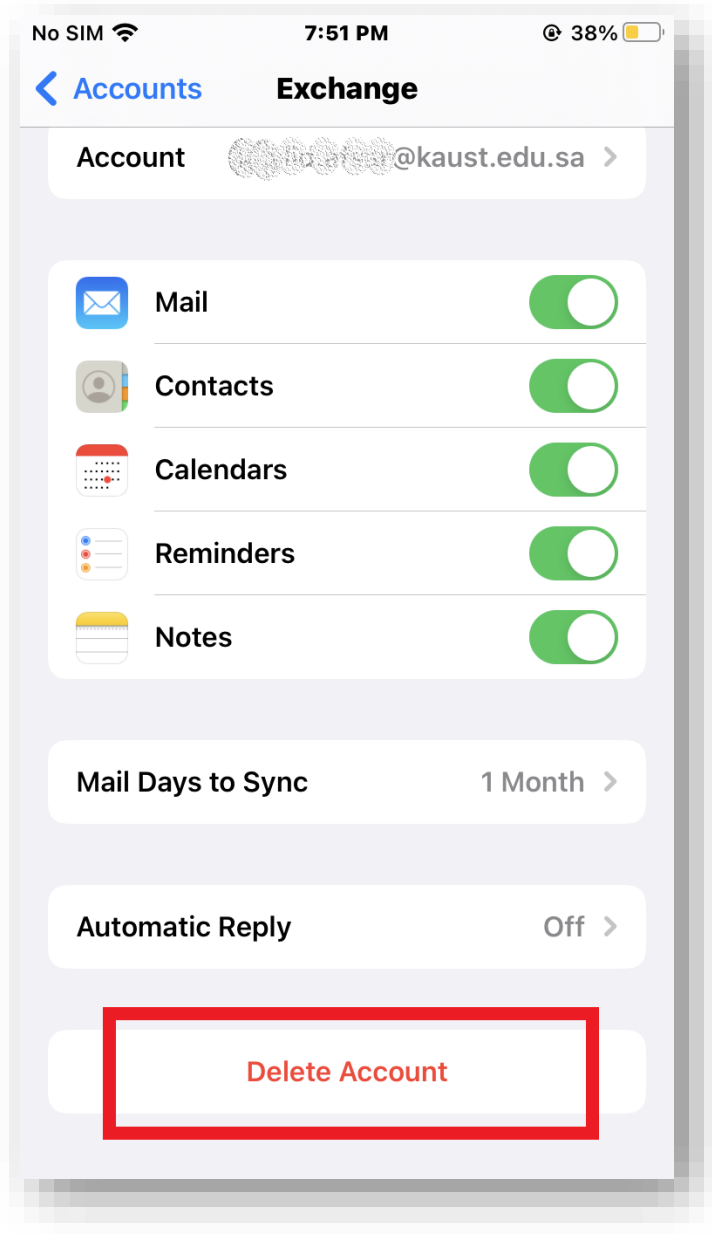 No SIM 7:51 PM 38%
Accounts Exchange
Account @kaust.edu.sa
Mail
Contacts
Calendars
Reminders
Notes
Mail Days to Sync 1 Month
Automatic Reply Off
Delete Account